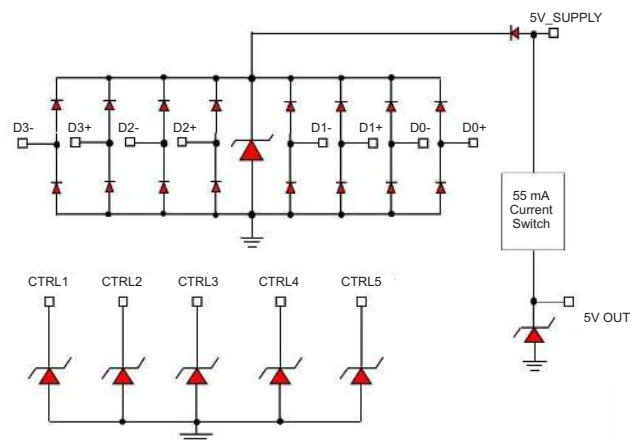 5V_SUPPLY
D3-
D3+
D2-
D2+
D1-
D1+
D0-
D0+
55 mA
Current
Switch
CTRL1
CTRL2
CTRL3
CTRL4
CTRL5
5V OUT